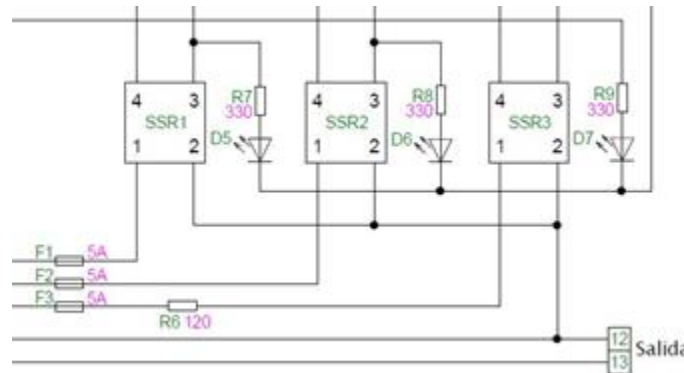 4 3
SSR1
1 2
R7
330
D5
4 3
SSR2
1 2
R8
330
D6
4 3
SSR3
1 2
R9
330
D7
F1 5A
F2 5A
F3 5A
R6 120
12
13
Salida